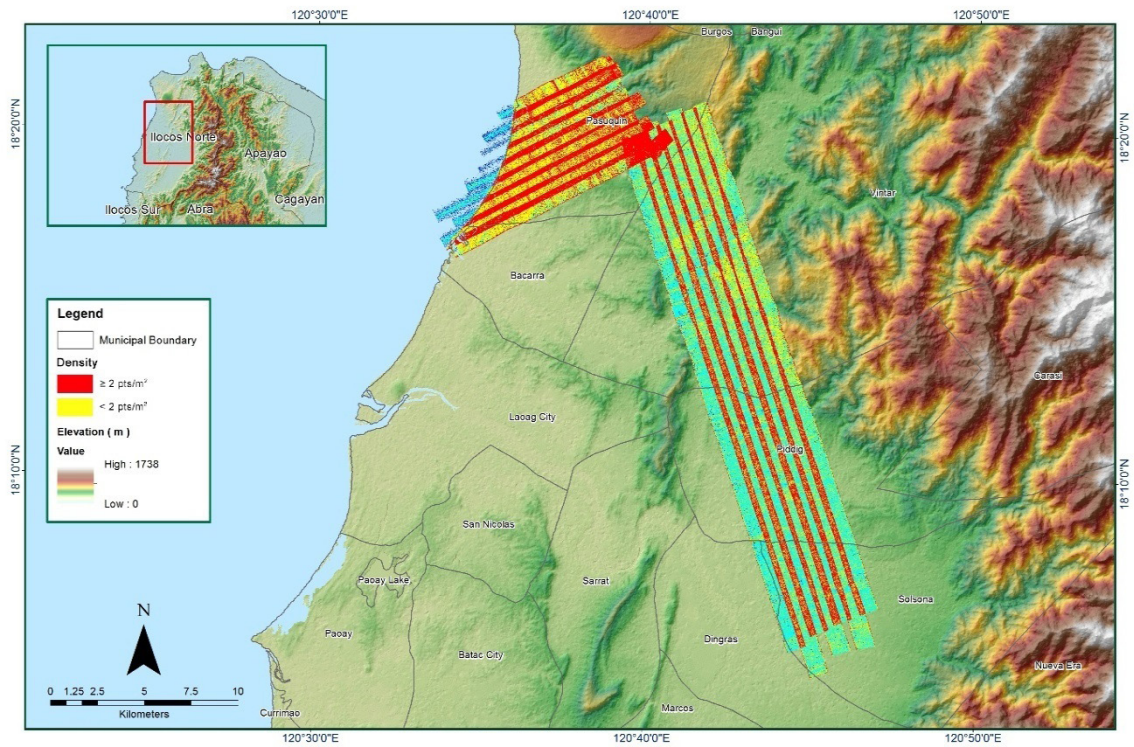 120°30'0"E
120°40'0"E
120°50'0"E
18°20'0"N
18°20'0"N
Ilocos Norte
Apayao
Cagayan
Ilocos Sur
Abra
Burgos
Bangui
Pasuquin
Vintar
Bacarra
Carasi
Laoag City
Piddig
Legend
Municipal Boundary
Density
≥ 2 pts/m²
< 2 pts/m²
Elevation ( m )
Value
High : 1738
Low : 0
18°10'0"N
18°10'0"N
San Nicolas
Paoay Lake
Sarrat
Solsona
Paoay
Dingras
Batac City
Nueva Era
Currimao
Marcos
N
0 1.25 2.5 5 7.5 10
Kilometers
120°30'0"E
120°40'0"E
120°50'0"E